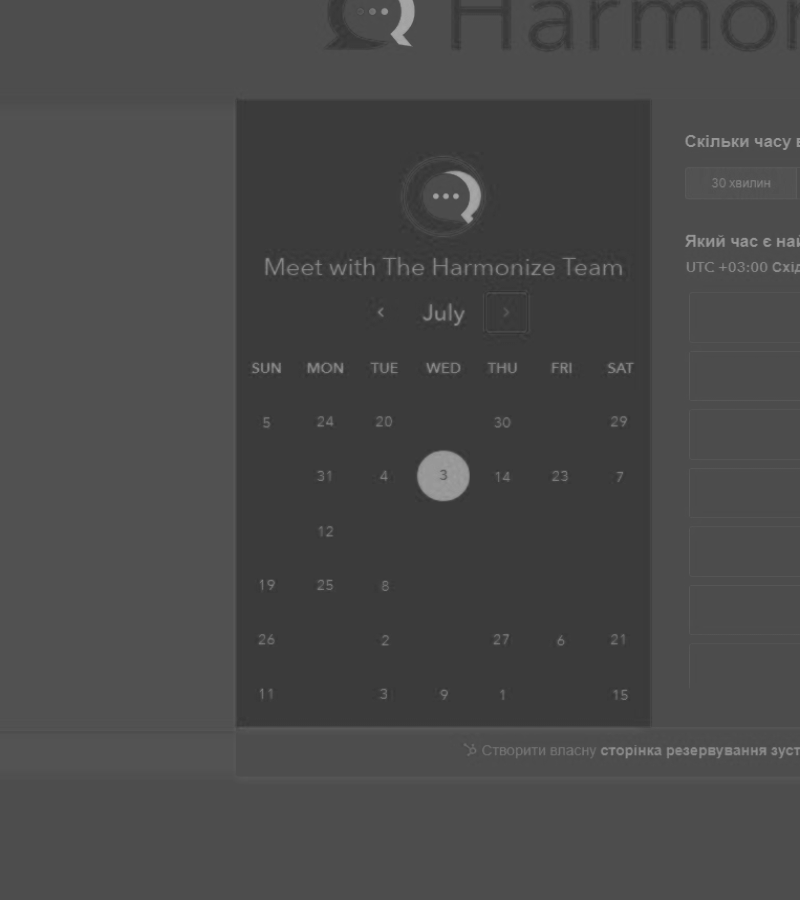 Harmon
Скільки часу
30 хвилин
Meet with The Harmonize Team
Який час є най
UTC +03:00 Схід
‹ July ›
SUN MON TUE WED THU FRI SAT
5 24 20 30 29
31 4 3 14 23 7
12
19 25 8
26 2 27 6 21
11 3 9 1 15
Створити власну сторінка резервування зуст